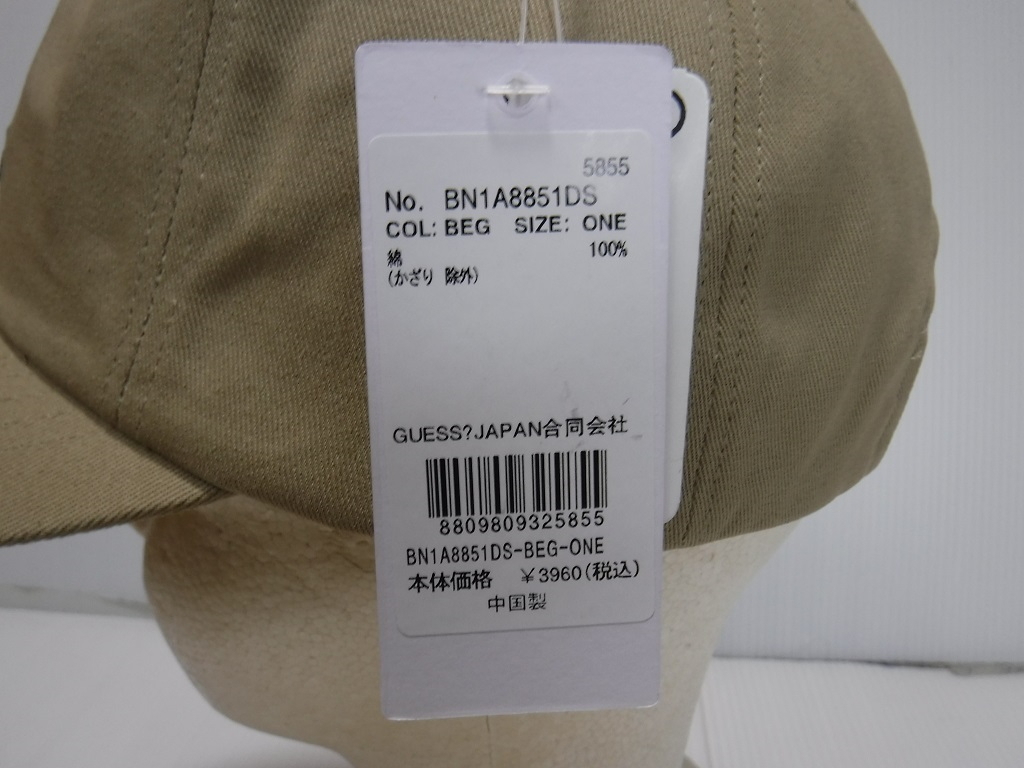 5855
No. BN1A8851DS
COL: BEG SIZE: ONE
綿 100%
(かざり 除外)
GUESS?JAPAN合同会社
8809809325855
BN1A8851DS-BEG-ONE
本体価格 ¥3960(税込)
中国製